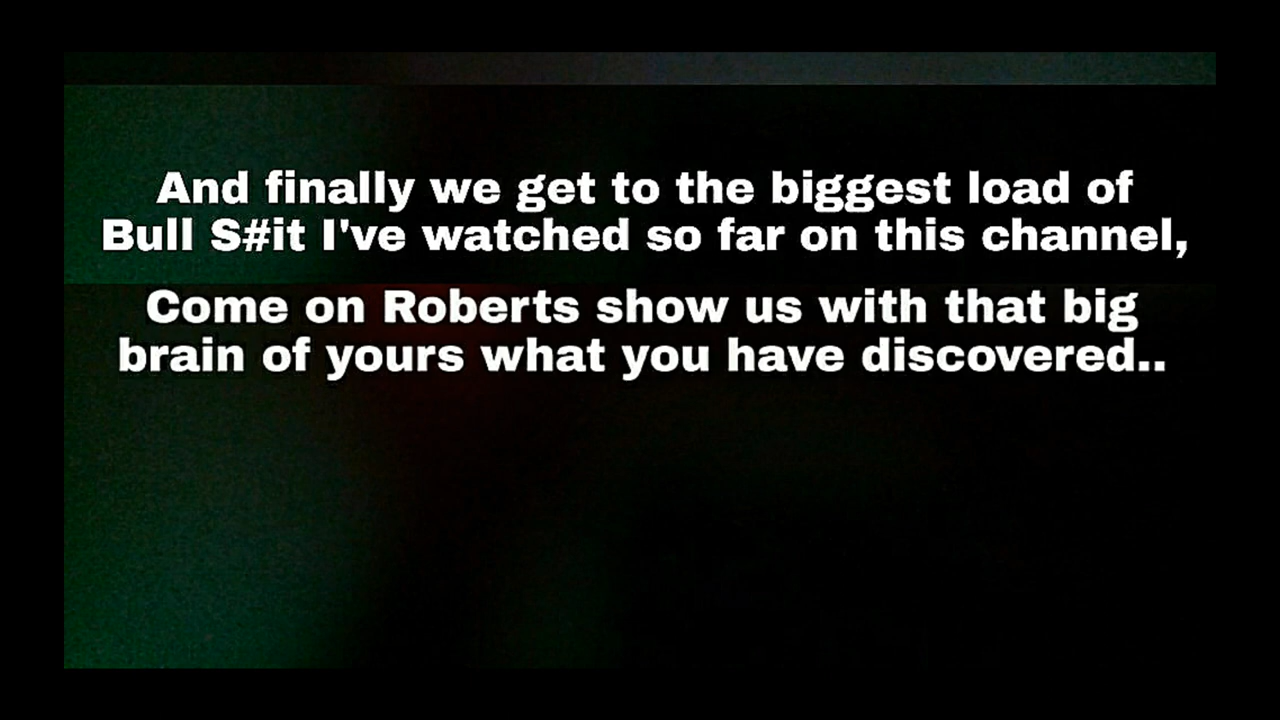 And finally we get to the biggest load of
Bull S#it I've watched so far on this channel,
Come on Roberts show us with that big
brain of yours what you have discovered..